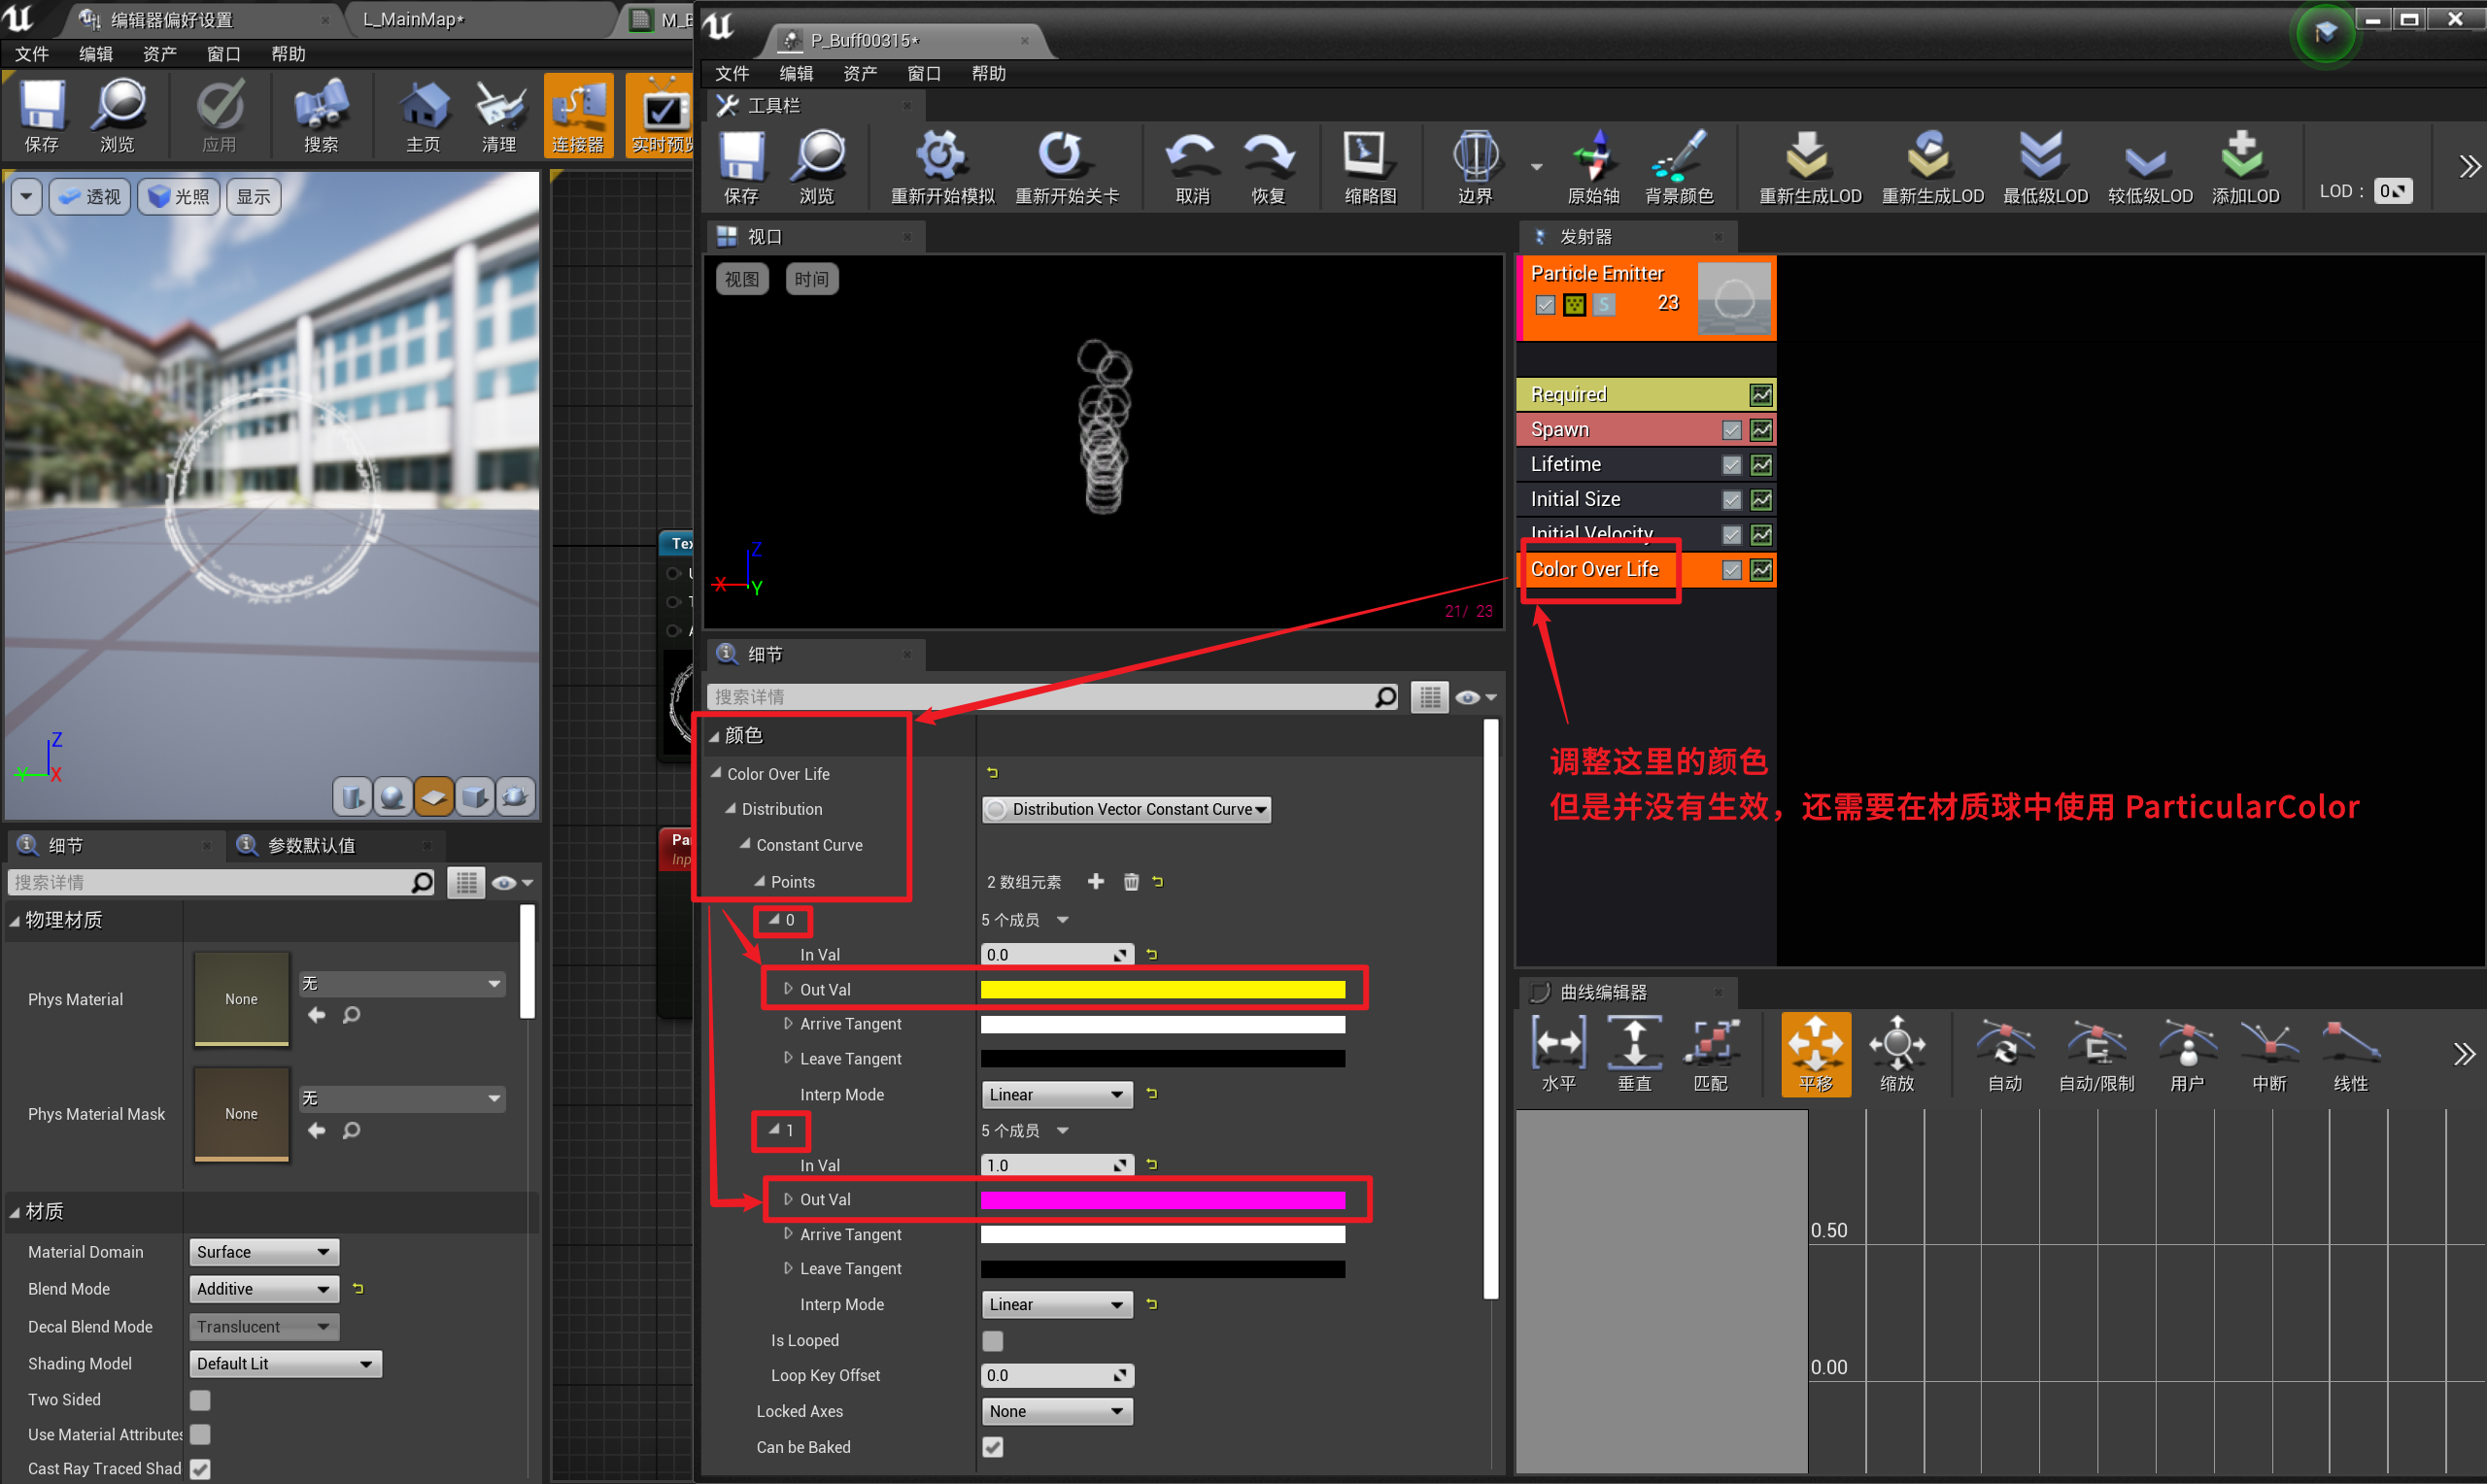 编辑器偏好设置
L_MainMap*
文件 编辑 资产 窗口 帮助
保存 浏览 应用 搜索 主页 清理 连接器
透视 光照 显示
Z
Y X
细节 参数默认值
搜索详情
物理材质
Phys Material None 无
Phys Material Mask None 无
材质
Material Domain Surface
Blend Mode Additive
Decal Blend Mode Translucent
Shading Model Default Lit
Two Sided
Use Material Attributes
Cast Ray Traced Shad
P_Buff00315*
文件 编辑 资产 窗口 帮助
工具栏
保存 浏览 重新开始模拟 重新开始关卡 取消 恢复 缩略图 边界 原始轴 背景颜色 重新生成LOD 重新生成LOD 最低级LOD 较低级LOD 添加LOD LOD : 0
视口
视图 时间
Z
X Y
21/ 23
细节
搜索详情
颜色
Color Over Life
Distribution Distribution Vector Constant Curve
Constant Curve
Points 2 数组元素
0 5 个成员
In Val 0.0
Out Val
Arrive Tangent
Leave Tangent
Interp Mode Linear
1 5 个成员
In Val 1.0
Out Val
Arrive Tangent
Leave Tangent
Interp Mode Linear
Is Looped
Loop Key Offset 0.0
Locked Axes None
Can be Baked
发射器
Particle Emitter
S 23
Required
Spawn
Lifetime
Initial Size
Initial Velocity
Color Over Life
调整这里的颜色
但是并没有生效，还需要在材质球中使用 ParticularColor
曲线编辑器
水平 垂直 匹配 平移 缩放 自动 自动/限制 用户 中断 线性
0.50
0.00